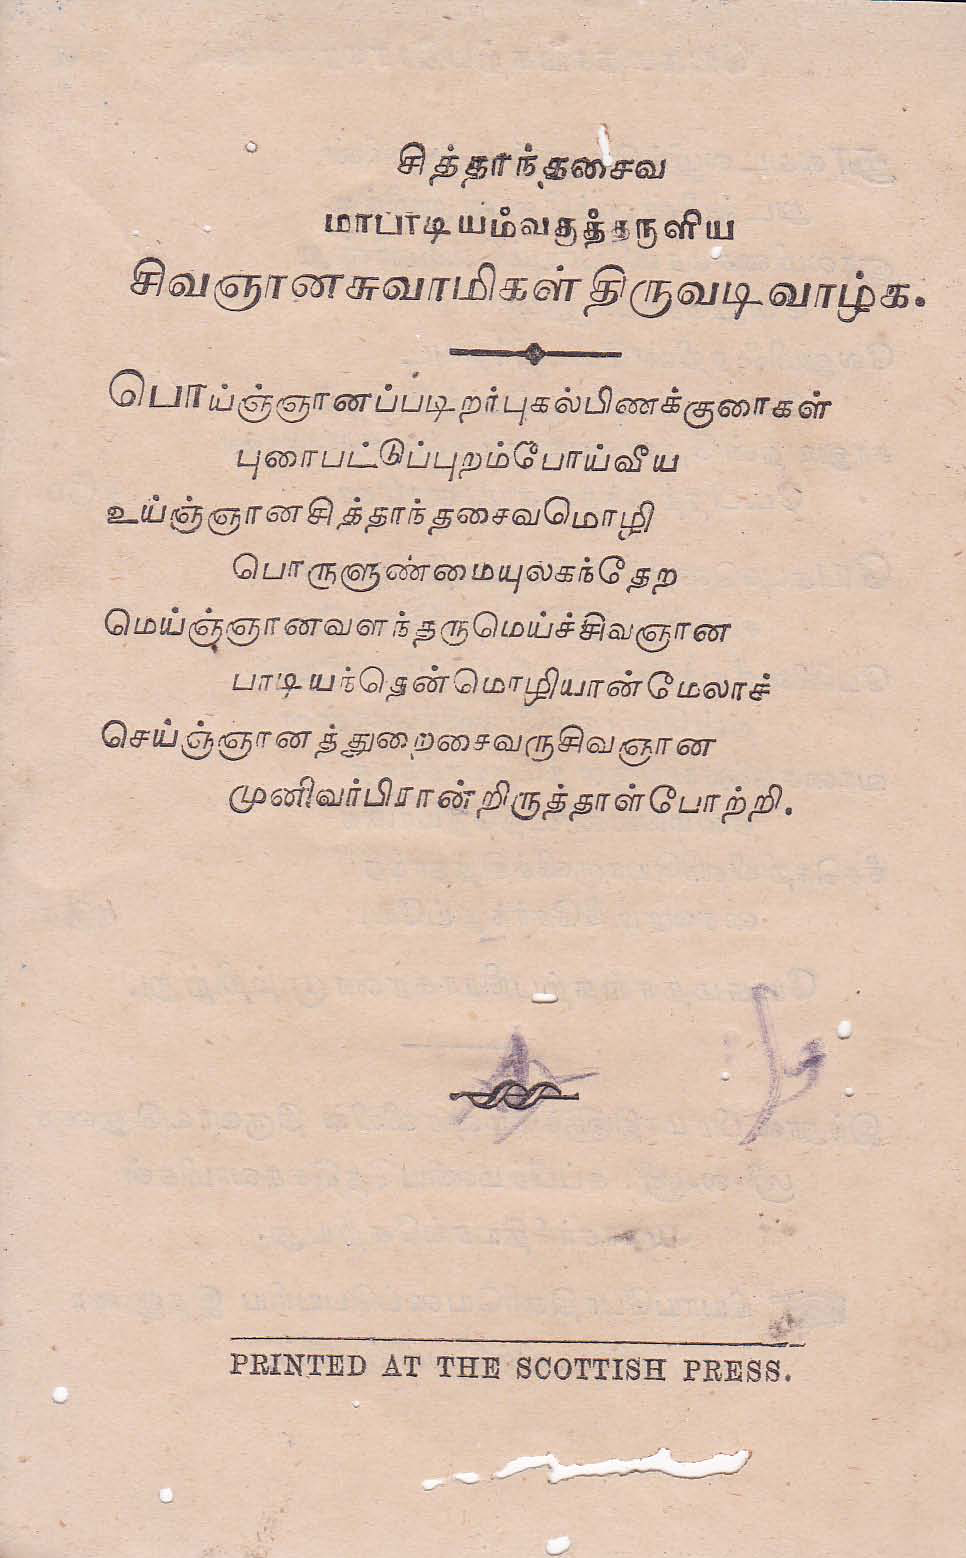 சித்தாந்தசைவ
மாபாடியம்வகுத்தருளிய
சிவஞானசுவாமிகள் திருவடிவாழ்க.
பொய்ஞ்ஞானப்படிறர்புகல்பிணக்குரைகள்
புரைபட்டுப்புறம்போய்வீய
உய்ஞ்ஞானசித்தாந்தசைவமொழி
பொருளுண்மையுலகந்தேற
மெய்ஞ்ஞானவளந்தருமெய்ச்சிவஞான
பாடியந்தென்மொழியான்மேலாச்
செய்ஞ்ஞானத்துறைசைவருசிவஞான
முனிவர்பிரான்றிருத்தாள்போற்றி.
PRINTED AT THE SCOTTISH PRESS.